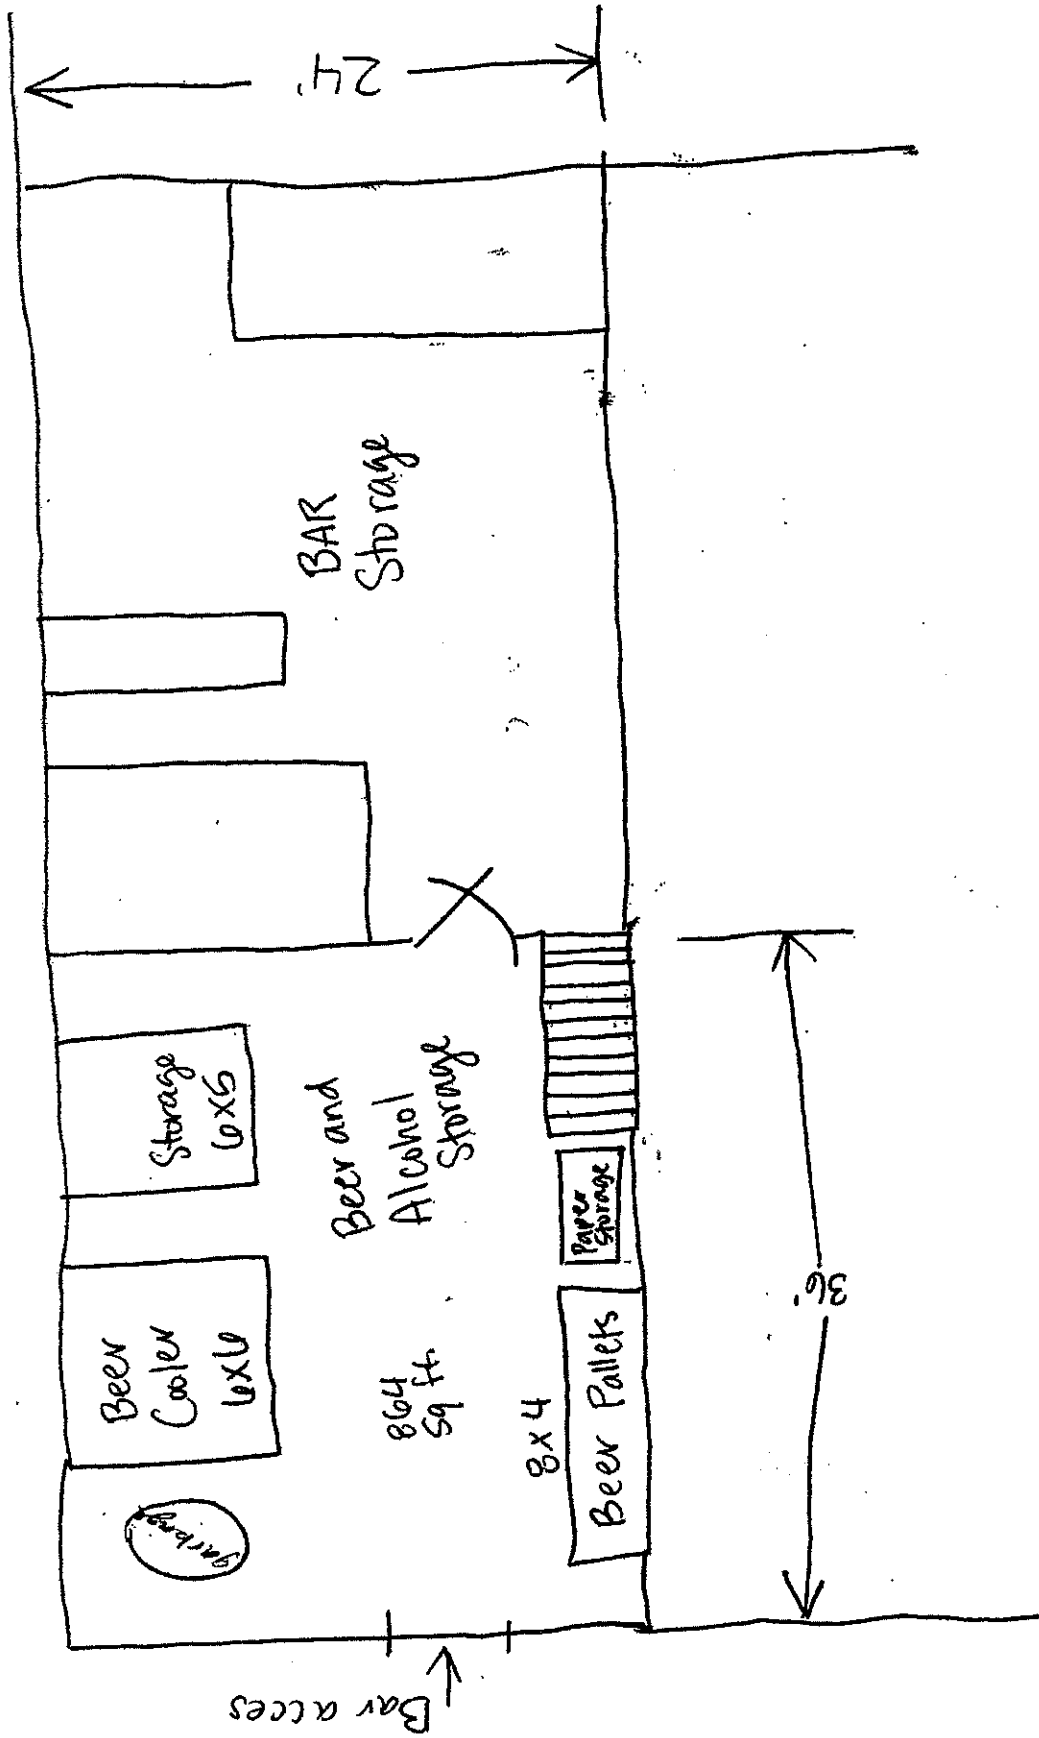 24'
BAR
Storage
Storage
6x5
Beer and
Alcohol
Storage
Paper
Storage
Beer
Cooler
6x6
864
Sq ft.
8x4
Beer Pallets
garbage
36'
Bar acces